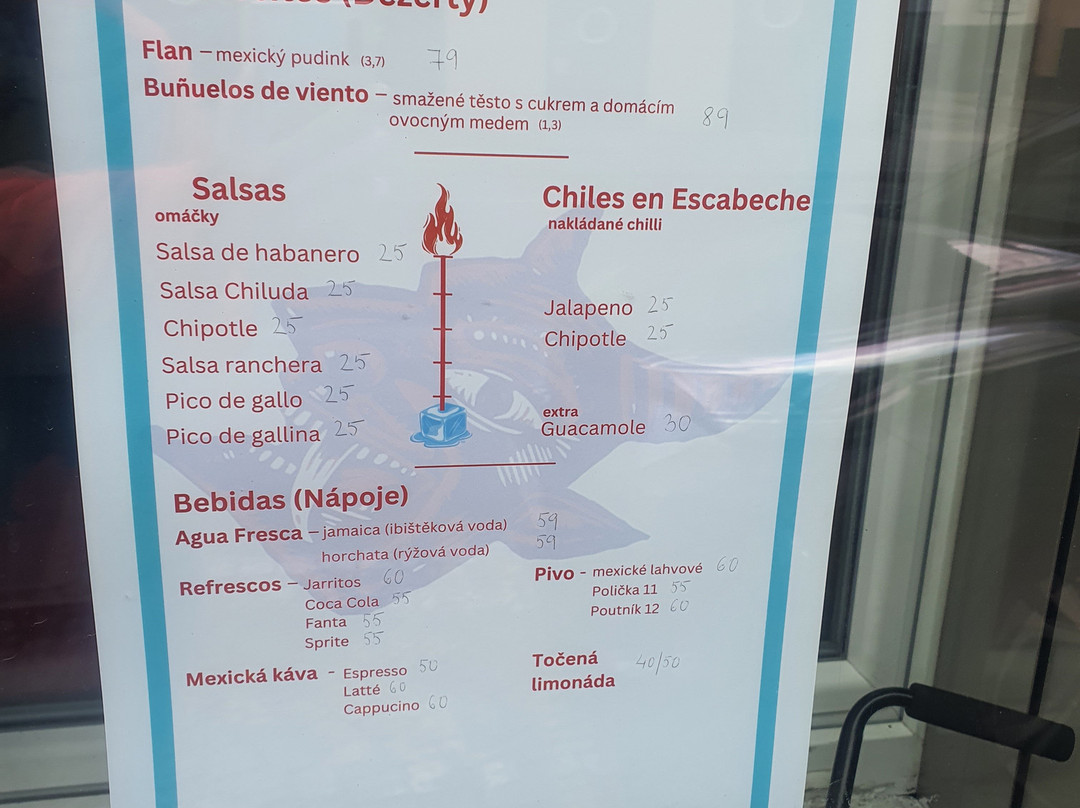 (Dezerty)
Flan – mexický pudink (3,7) 79
Buñuelos de viento – smažené těsto s cukrem a domácím
ovocným medem (1,3) 89
Salsas
omáčky
Salsa de habanero 25
Salsa Chiluda 25
Chipotle 25
Salsa ranchera 25
Pico de gallo 25
Pico de gallina 25
Chiles en Escabeche
nakládané chilli
Jalapeno 25
Chipotle 25
extra
Guacamole 30
Bebidas (Nápoje)
Agua Fresca – jamaica (ibištěková voda) 59
horchata (rýžová voda) 59
Refrescos – Jarritos 60
Coca Cola 55
Fanta 55
Sprite 55
Mexická káva - Espresso 50
Latté 60
Cappucino 60
Pivo - mexické lahvové 60
Polička 11 55
Poutník 12 60
Točená 40/50
limonáda